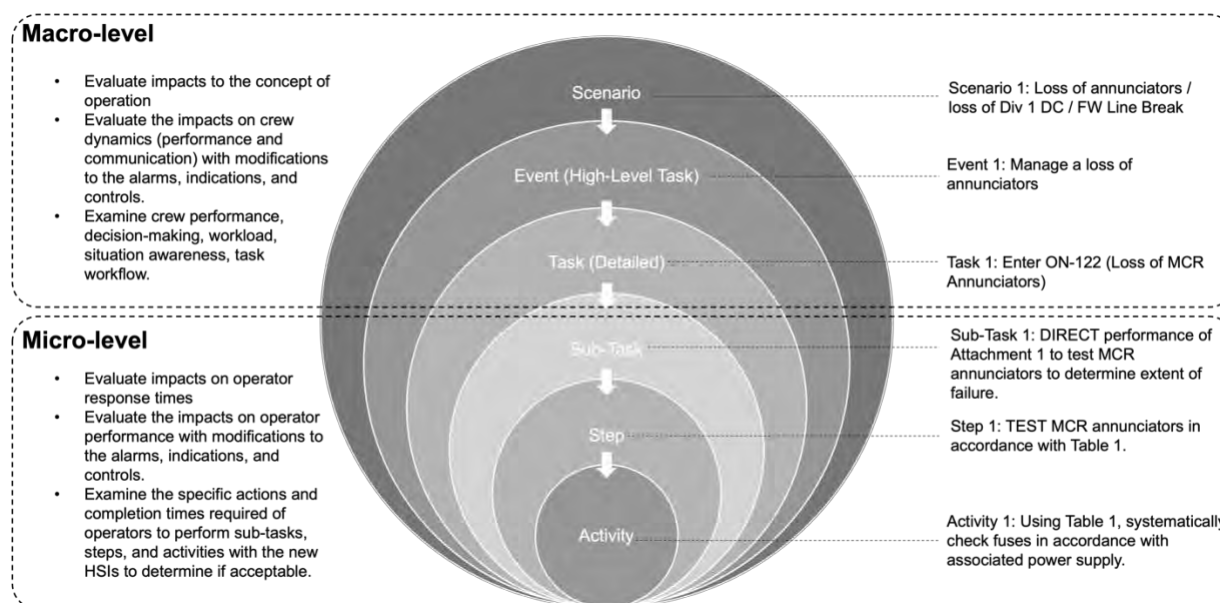 Macro-level
• Evaluate impacts to the concept of
operation
• Evaluate the impacts on crew
dynamics (performance and
communication) with modifications
to the alarms, indications, and
controls.
• Examine crew performance,
decision-making, workload,
situation awareness, task
workflow.
Micro-level
• Evaluate impacts on operator
response times
• Evaluate the impacts on operator
performance with modifications to
the alarms, indications, and
controls.
• Examine the specific actions and
completion times required of
operators to perform sub-tasks,
steps, and activities with the new
HSIs to determine if acceptable.
Scenario
Event (High-Level Task)
Task (Detailed)
Sub-Task
Step
Activity
Scenario 1: Loss of annunciators /
loss of Div 1 DC / FW Line Break
Event 1: Manage a loss of
annunciators
Task 1: Enter ON-122 (Loss of MCR
Annunciators)
Sub-Task 1: DIRECT performance of
Attachment 1 to test MCR
annunciators to determine extent of
failure.
Step 1: TEST MCR annunciators in
accordance with Table 1.
Activity 1: Using Table 1, systematically
check fuses in accordance with
associated power supply.